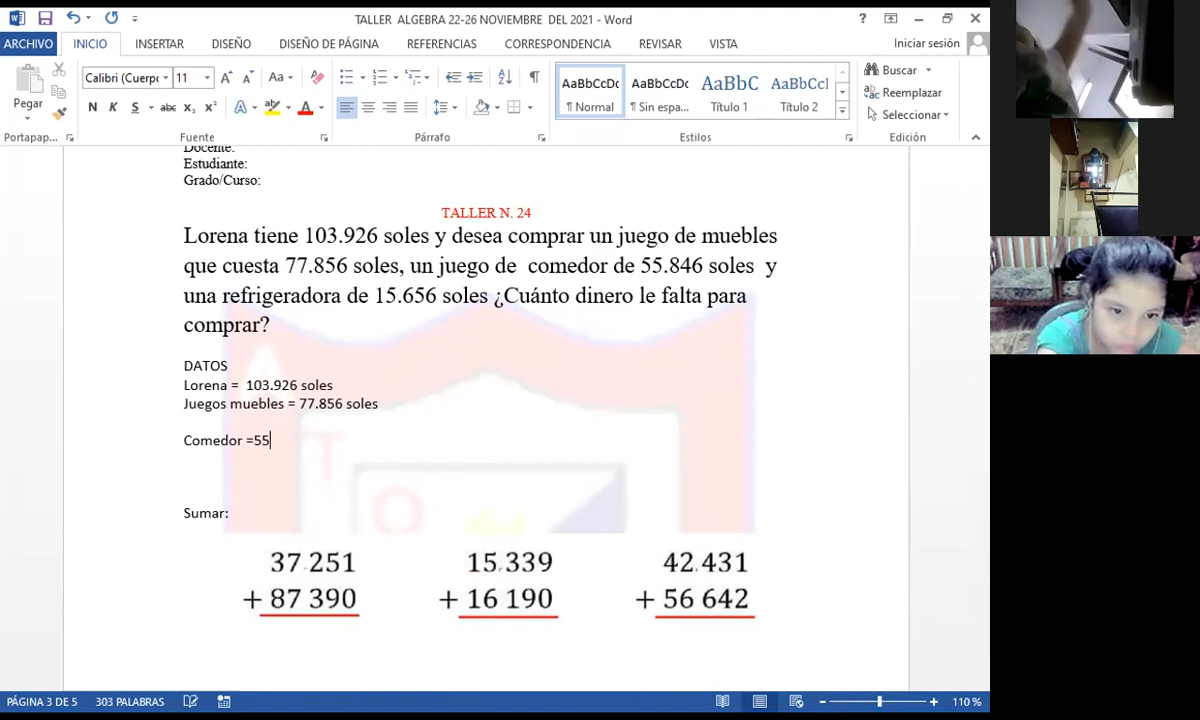 TALLER ALGEBRA 22-26 NOVIEMBRE DEL 2021 - Word
ARCHIVO INICIO INSERTAR DISEÑO DISEÑO DE PÁGINA REFERENCIAS CORRESPONDENCIA REVISAR VISTA Iniciar sesión
Calibri (Cuerpo 11
Pegar
N K S abc x₂ x² A
AaBbCcDc AaBbCcDc AaBbC AaBbCcI
¶ Normal ¶ Sin espa... Título 1 Título 2
Buscar
Reemplazar
Seleccionar
Portapap... Fuente Párrafo Estilos Edición
Docente:
Estudiante:
Grado/Curso:
TALLER N. 24
Lorena tiene 103.926 soles y desea comprar un juego de muebles
que cuesta 77.856 soles, un juego de comedor de 55.846 soles y
una refrigeradora de 15.656 soles ¿Cuánto dinero le falta para
comprar?
DATOS
Lorena = 103.926 soles
Juegos muebles = 77.856 soles
Comedor =55
Sumar:
37 251 15 339 42 431
+ 87 390 + 16 190 + 56 642
PÁGINA 3 DE 5 303 PALABRAS 110 %